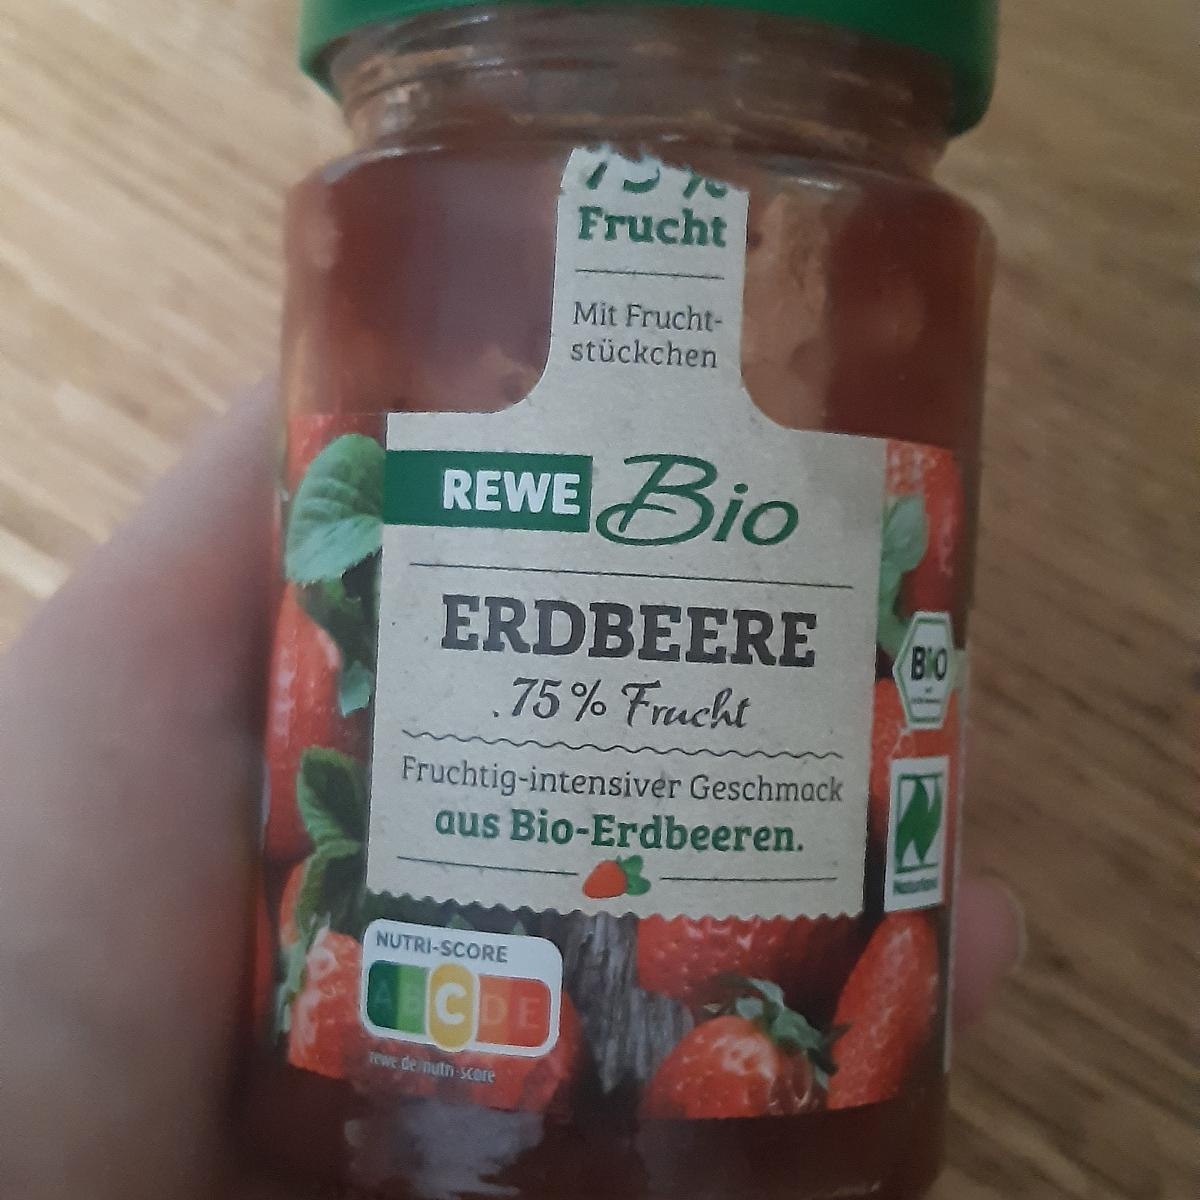 75%
Frucht
Mit Frucht-
stückchen
REWE Bio
ERDBEERE
75% Frucht
Fruchtig-intensiver Geschmack
aus Bio-Erdbeeren.
BIO
Naturland
NUTRI-SCORE
A B C D E
rewe.de/nutri-score